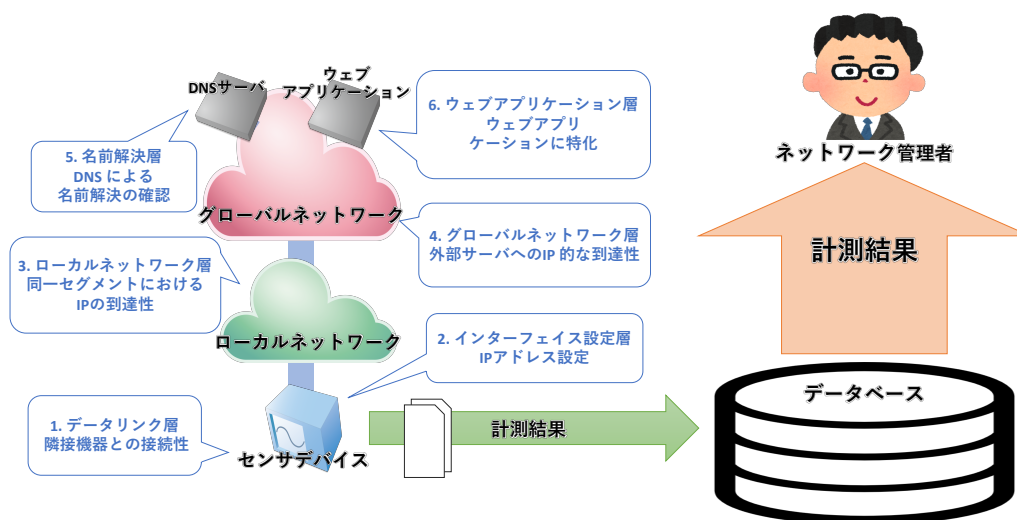 DNSサーバ
ウェブ
アプリケーション
6. ウェブアプリケーション層
ウェブアプリ
ケーションに特化
5. 名前解決層
DNS による
名前解決の確認
グローバルネットワーク
4. グローバルネットワーク層
外部サーバへのIP 的な到達性
3. ローカルネットワーク層
同一セグメントにおける
IPの到達性
ローカルネットワーク
2. インターフェイス設定層
IPアドレス設定
1. データリンク層
隣接機器との接続性
センサデバイス
計測結果
データベース
計測結果
ネットワーク管理者